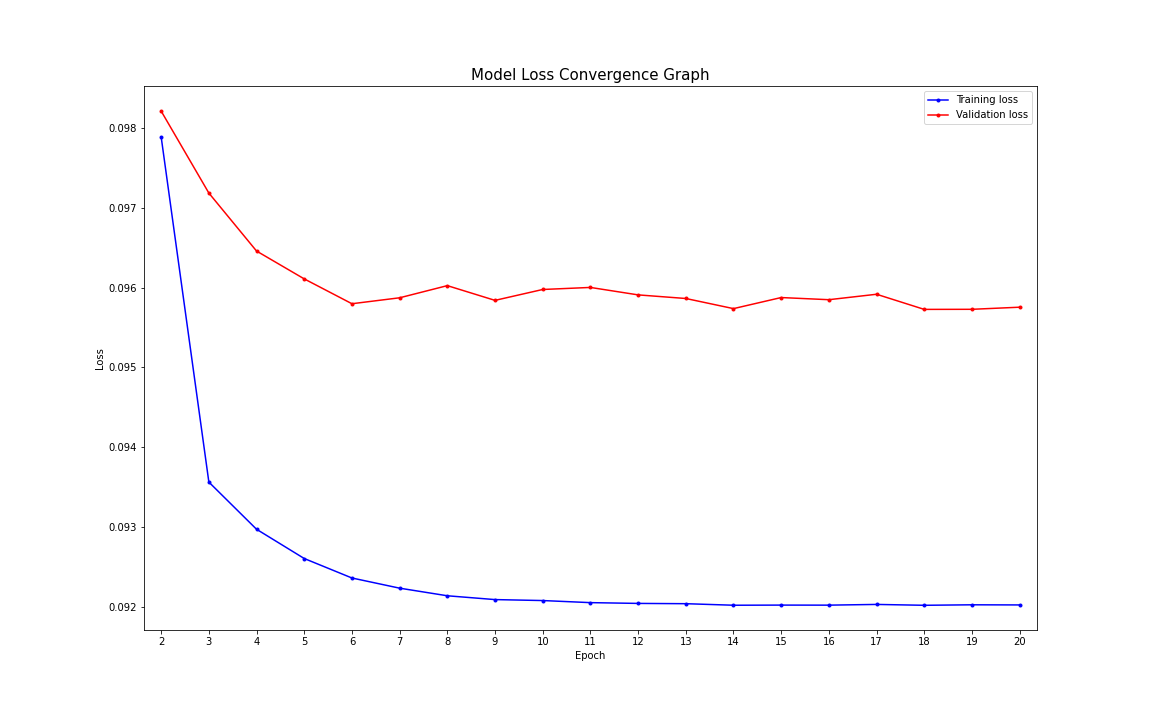 Model Loss Convergence Graph
Training loss
Validation loss
0.098
0.097
0.096
0.095
0.094
0.093
0.092
Loss
2 3 4 5 6 7 8 9 10 11 12 13 14 15 16 17 18 19 20
Epoch